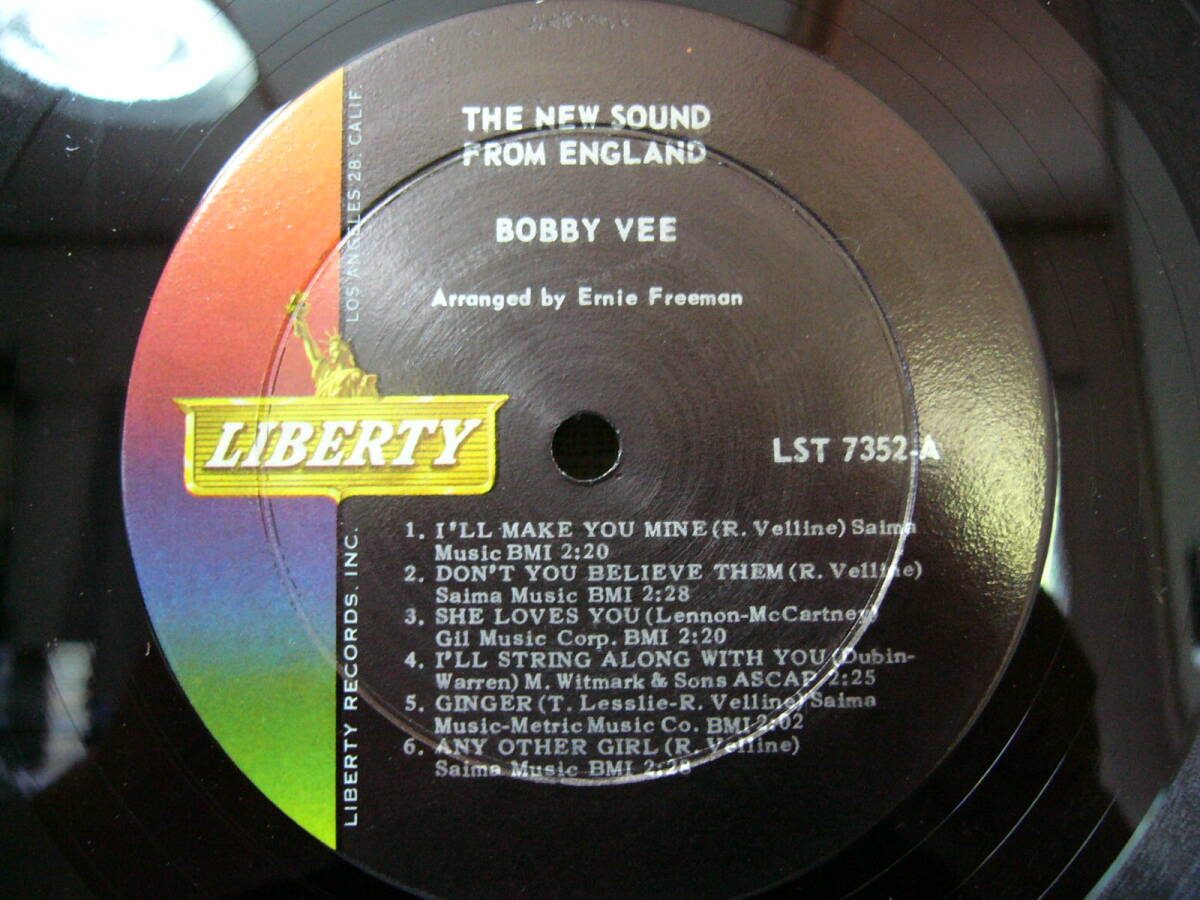 THE NEW SOUND
FROM ENGLAND
BOBBY VEE
Arranged by Ernie Freeman
LOS ANGELES 28, CALIF.
LIBERTY
LST 7352-A
LIBERTY RECORDS, INC.
1. I'LL MAKE YOU MINE (R. Velline) Saima
Music BMI 2:20
2. DON'T YOU BELIEVE THEM (R. Velline)
Saima Music BMI 2:28
3. SHE LOVES YOU (Lennon-McCartney)
Gil Music Corp. BMI 2:20
4. I'LL STRING ALONG WITH YOU (Dubin-
Warren) M. Witmark & Sons ASCAP 2:25
5. GINGER (T. Lesslie-R. Velline) Saima
Music-Metric Music Co. BMI 2:02
6. ANY OTHER GIRL (R. Velline)
Saima Music BMI 2:28